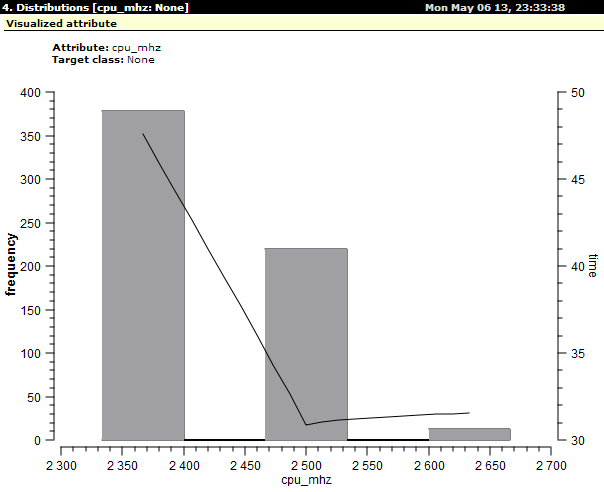 4. Distributions [cpu_mhz: None] Mon May 06 13, 23:33:38
Visualized attribute
Attribute: cpu_mhz
Target class: None
400
350
300
250
200
150
100
50
0
frequency
50
45
40
35
30
time
2 300 2 350 2 400 2 450 2 500 2 550 2 600 2 650 2 700
cpu_mhz